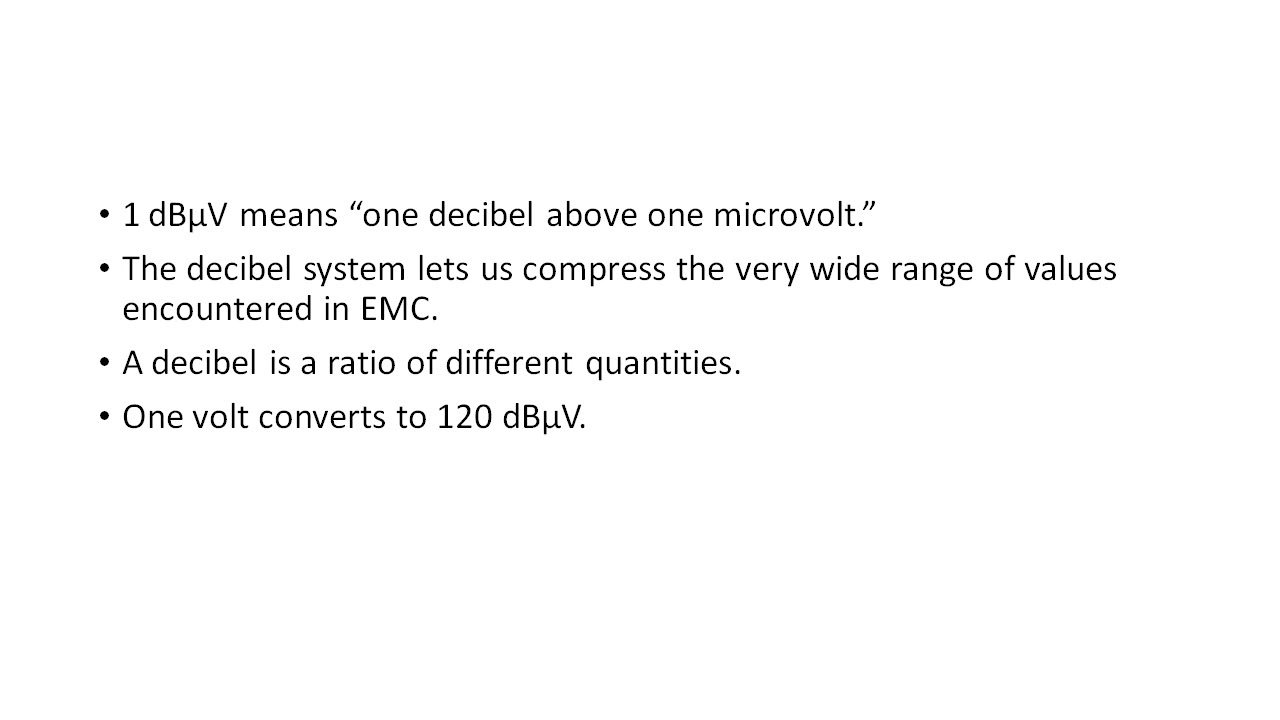 • 1 dBµV means “one decibel above one microvolt.”
• The decibel system lets us compress the very wide range of values
encountered in EMC.
• A decibel is a ratio of different quantities.
• One volt converts to 120 dBµV.